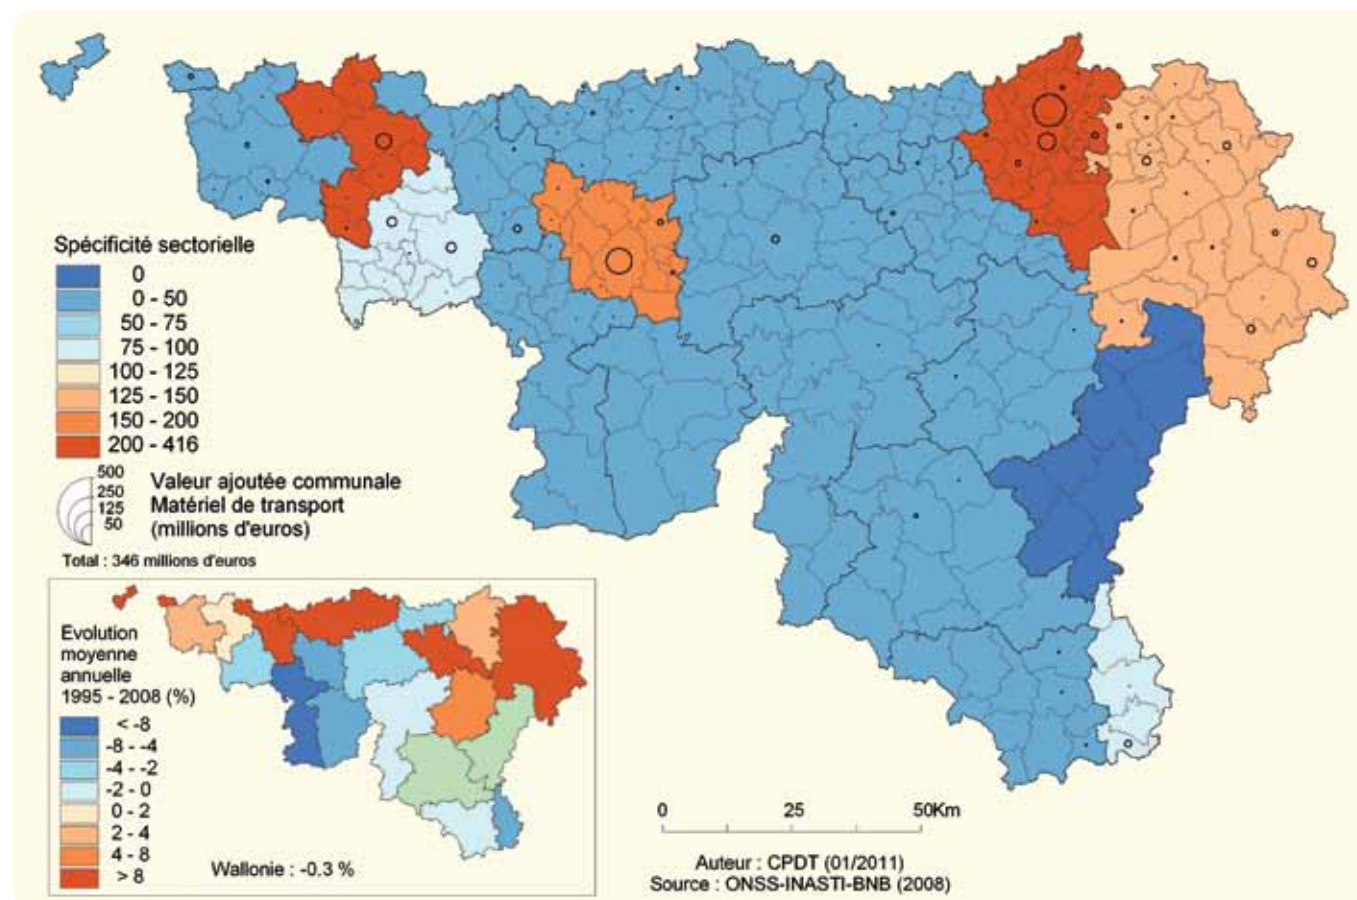 Spécificité sectorielle
0
0 - 50
50 - 75
75 - 100
100 - 125
125 - 150
150 - 200
200 - 416
500
250
125
50
Valeur ajoutée communale
Matériel de transport
(millions d'euros)
Total : 346 millions d'euros
Evolution
moyenne
annuelle
1995 - 2008 (%)
< -8
-8 - -4
-4 - -2
-2 - 0
0 - 2
2 - 4
4 - 8
> 8
Wallonie : -0.3 %
0 25 50Km
Auteur : CPDT (01/2011)
Source : ONSS-INASTI-BNB (2008)